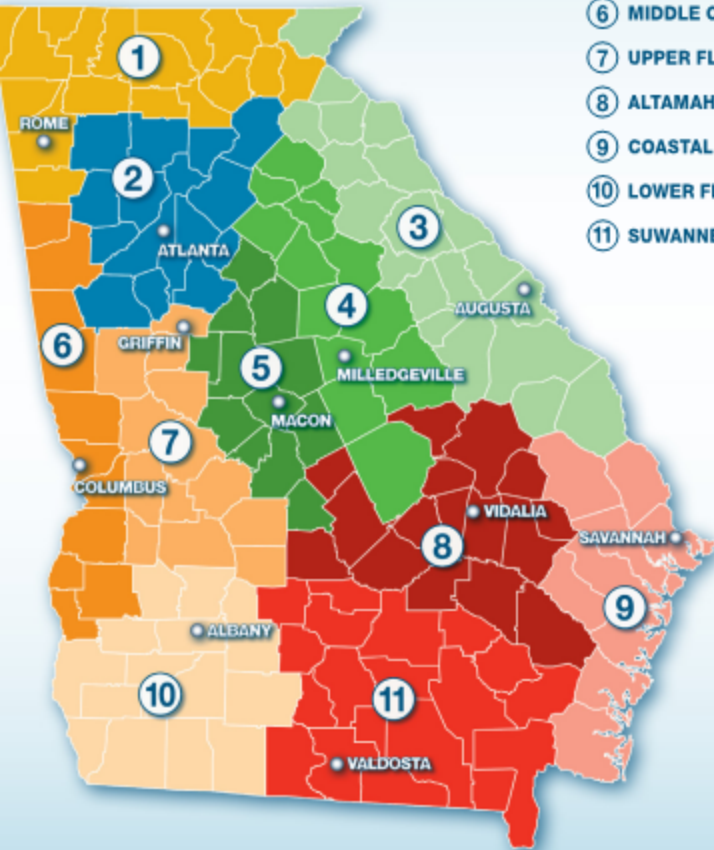 6 MIDDLE C
7 UPPER FL
8 ALTAMAH
9 COASTAL
10 LOWER FI
11 SUWANNE
1
ROME
2
ATLANTA
3
AUGUSTA
4
6
GRIFFIN
5
MILLEDGEVILLE
MACON
7
COLUMBUS
VIDALIA
8
SAVANNAH
9
ALBANY
10
11
VALDOSTA